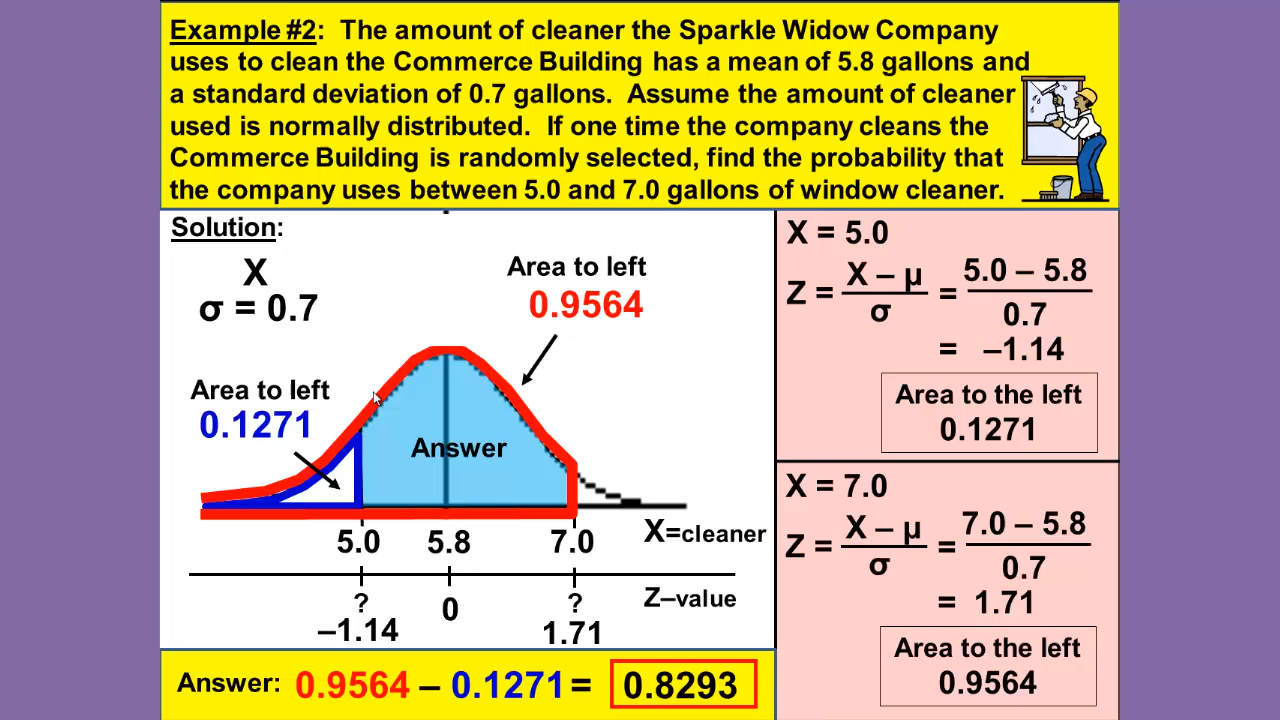 Example #2:  The amount of cleaner the Sparkle Widow Company
uses to clean the Commerce Building has a mean of 5.8 gallons and
a standard deviation of 0.7 gallons.  Assume the amount of cleaner
used is normally distributed.  If one time the company cleans the
Commerce Building is randomly selected, find the probability that
the company uses between 5.0 and 7.0 gallons of window cleaner.
Solution:
X
σ = 0.7
Area to left
0.9564
Area to left
0.1271
Answer
5.0 5.8 7.0 X=cleaner
? 0 ? Z–value
–1.14 1.71
Answer: 0.9564 – 0.1271 = 0.8293
X = 5.0
Z = X – μ / σ = 5.0 – 5.8 / 0.7
= –1.14
Area to the left
0.1271
X = 7.0
Z = X – μ / σ = 7.0 – 5.8 / 0.7
= 1.71
Area to the left
0.9564